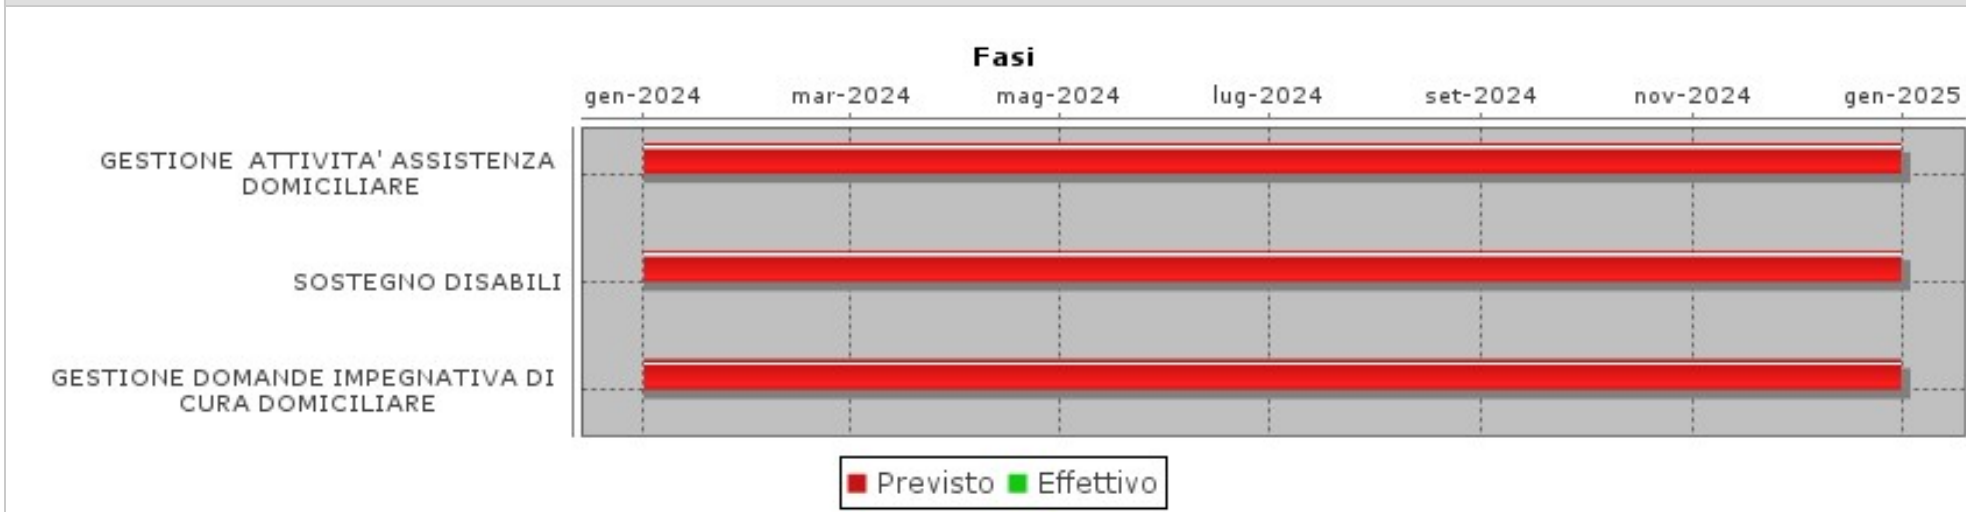 Fasi
gen-2024 mar-2024 mag-2024 lug-2024 set-2024 nov-2024 gen-2025
GESTIONE  ATTIVITA' ASSISTENZA
DOMICILIARE
SOSTEGNO DISABILI
GESTIONE DOMANDE IMPEGNATIVA DI
CURA DOMICILIARE
Previsto Effettivo